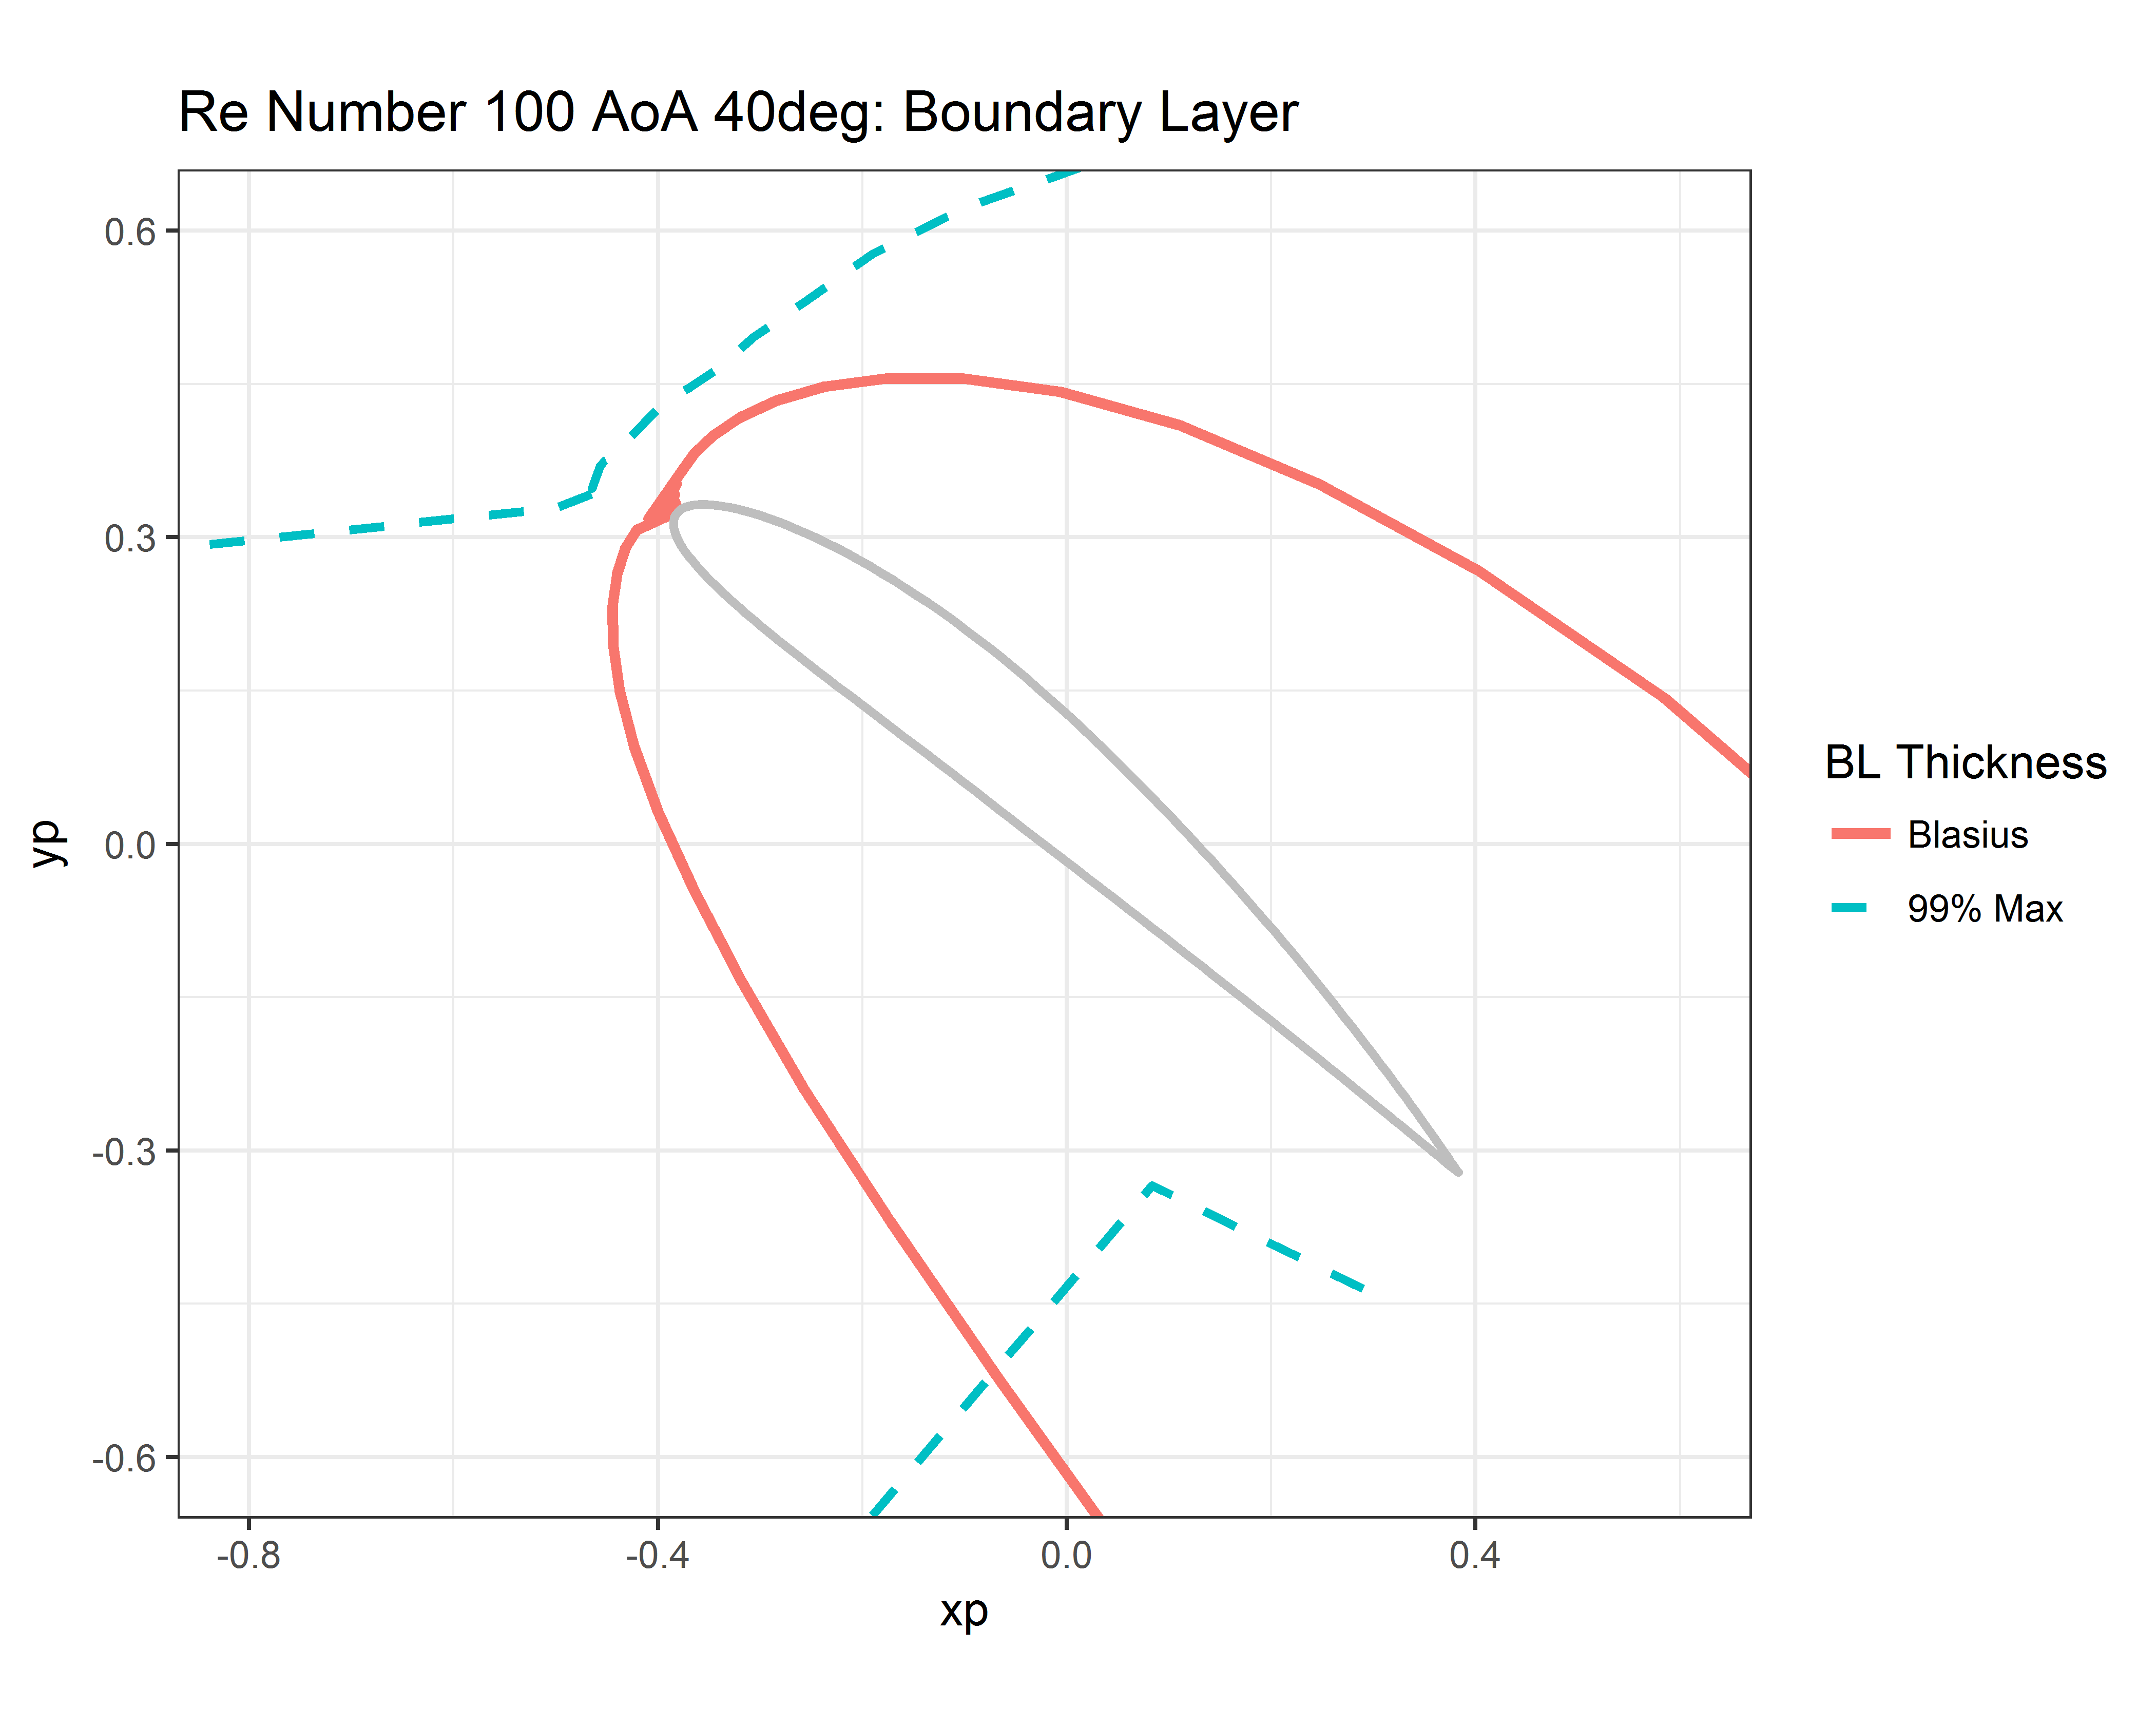 Re Number 100 AoA 40deg: Boundary Layer
0.6
0.3
0.0
-0.3
-0.6
yp
-0.8
-0.4
0.0
0.4
xp
BL Thickness
Blasius
99% Max